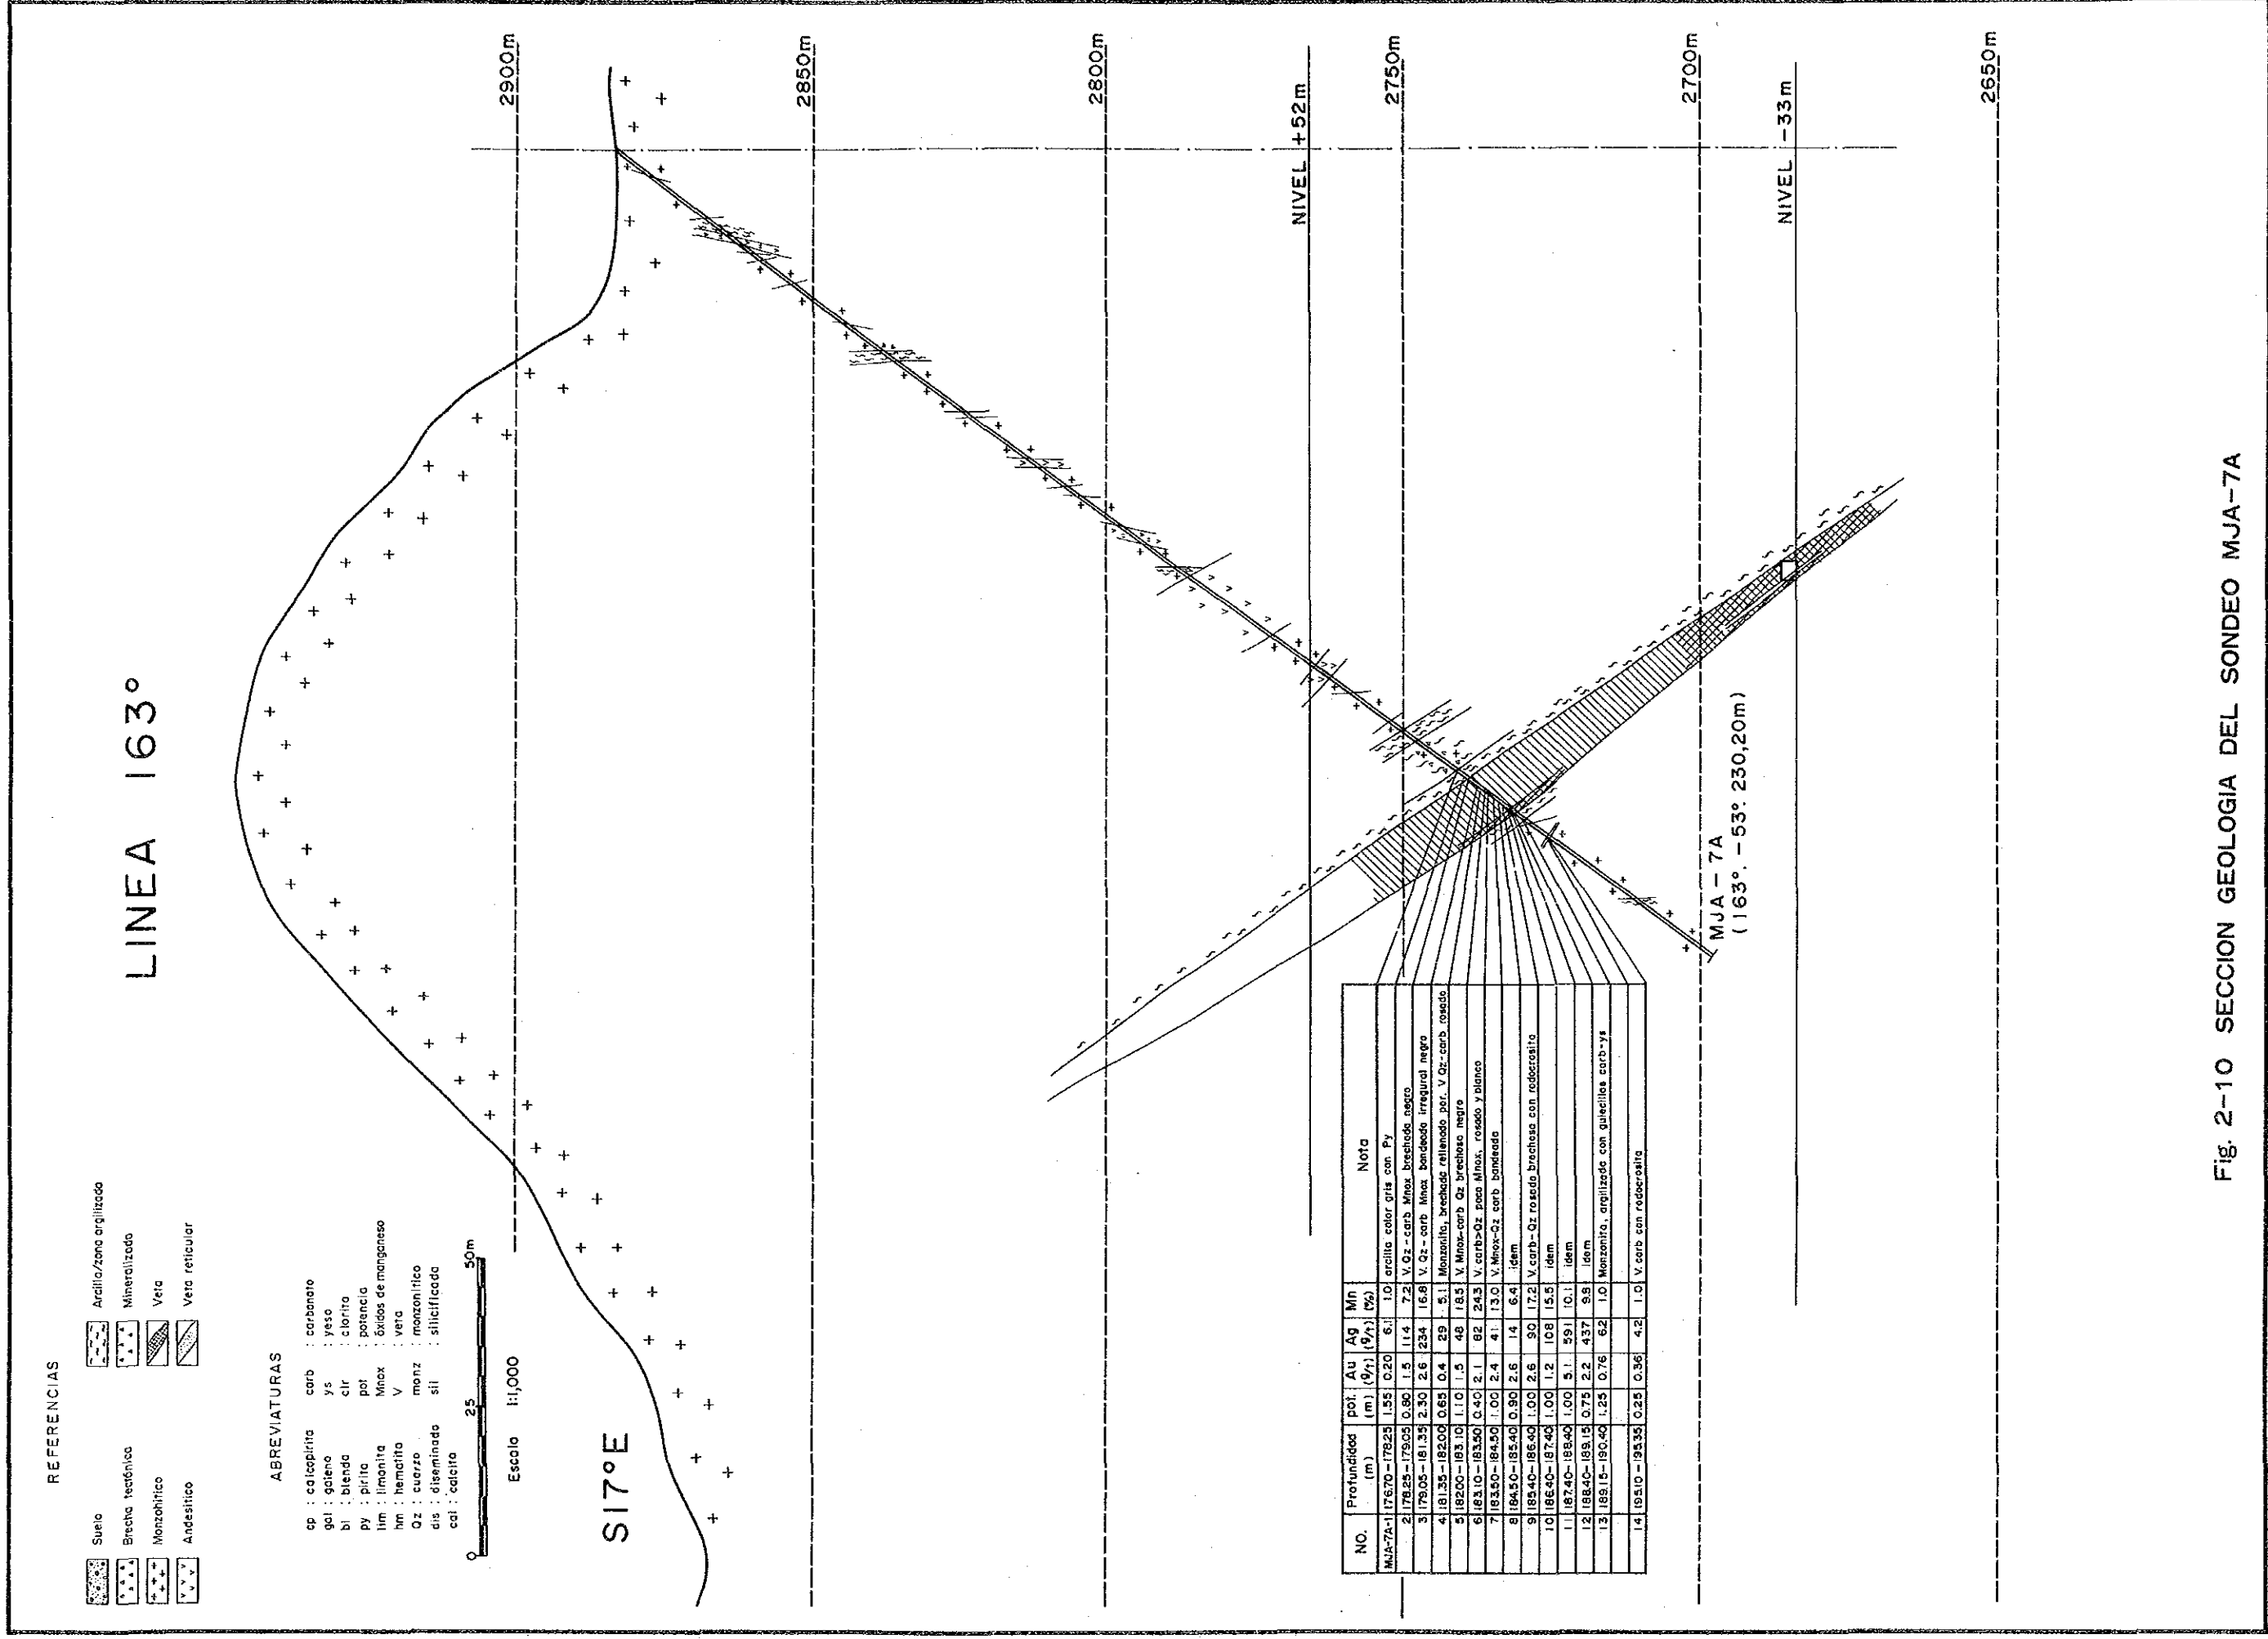 LINEA 163°
REFERENCIAS
Suelo
Arcilla/zona argilizada
Brecha tectónica
Mineralizado
Monzohítico
Veta
Andesítico
Veta reticular
ABREVIATURAS
cp : calcopirita carb : carbonato
gal : galena ys : yeso
bl : blenda clr : clorita
py : pirita pot : potencia
lim : limonita Mnox : óxidos de manganeso
hm : hematita V : veta
Qz : cuarzo monz : monzonítico
dis : diseminado sil : silicificada
cal : calcita
0 25 50m
Escala 1:1,000
S17°E
2900m
2850m
2800m
NIVEL +52m
2750m
2700m
NIVEL -33m
2650m
NO. Profundidad (m) pot. (m) Au (g/t) Ag (g/t) Mn (%) Nota
MJA-7A-1 176.70-178.25 1.55 0.20 6.1 1.0 arcilla color gris con Py
2 178.25-179.05 0.80 1.5 114 7.2 V. Qz-carb Mnox brechado negro
3 179.05-181.35 2.30 2.6 234 16.8 V. Qz-carb Mnox bandeado irregural negro
4 181.35-182.00 0.65 0.4 29 5.1 Monzonita, brechada rellenado por. V Qz-carb rosado
5 182.00-183.10 1.10 1.5 48 18.5 V. Mnox-carb Qz brechoso negro
6 183.10-183.50 0.40 2.1 82 24.3 V. carb>Qz poco Mnox, rosado y blanco
7 183.50-184.50 1.00 2.4 41 13.0 V. Mnox-Qz carb bandeada
8 184.50-185.40 0.90 2.6 14 6.4 idem
9 185.40-186.40 1.00 2.6 90 17.2 V. carb-Qz rosado brechosa con rodocrosita
10 186.40-187.40 1.00 1.2 108 15.5 idem
11 187.40-188.40 1.00 5.1 591 10.1 idem
12 188.40-189.15 0.75 2.2 437 9.9 idem
13 189.15-190.40 1.25 0.76 6.2 1.0 Monzonita, argilizada con guiecillas carb-ys
14 195.10-195.35 0.25 0.36 4.2 1.0 V. carb con rodocrosita
MJA-7A
(163°. -53°. 230,20m)
Fig. 2-10 SECCION GEOLOGIA DEL SONDEO MJA-7A